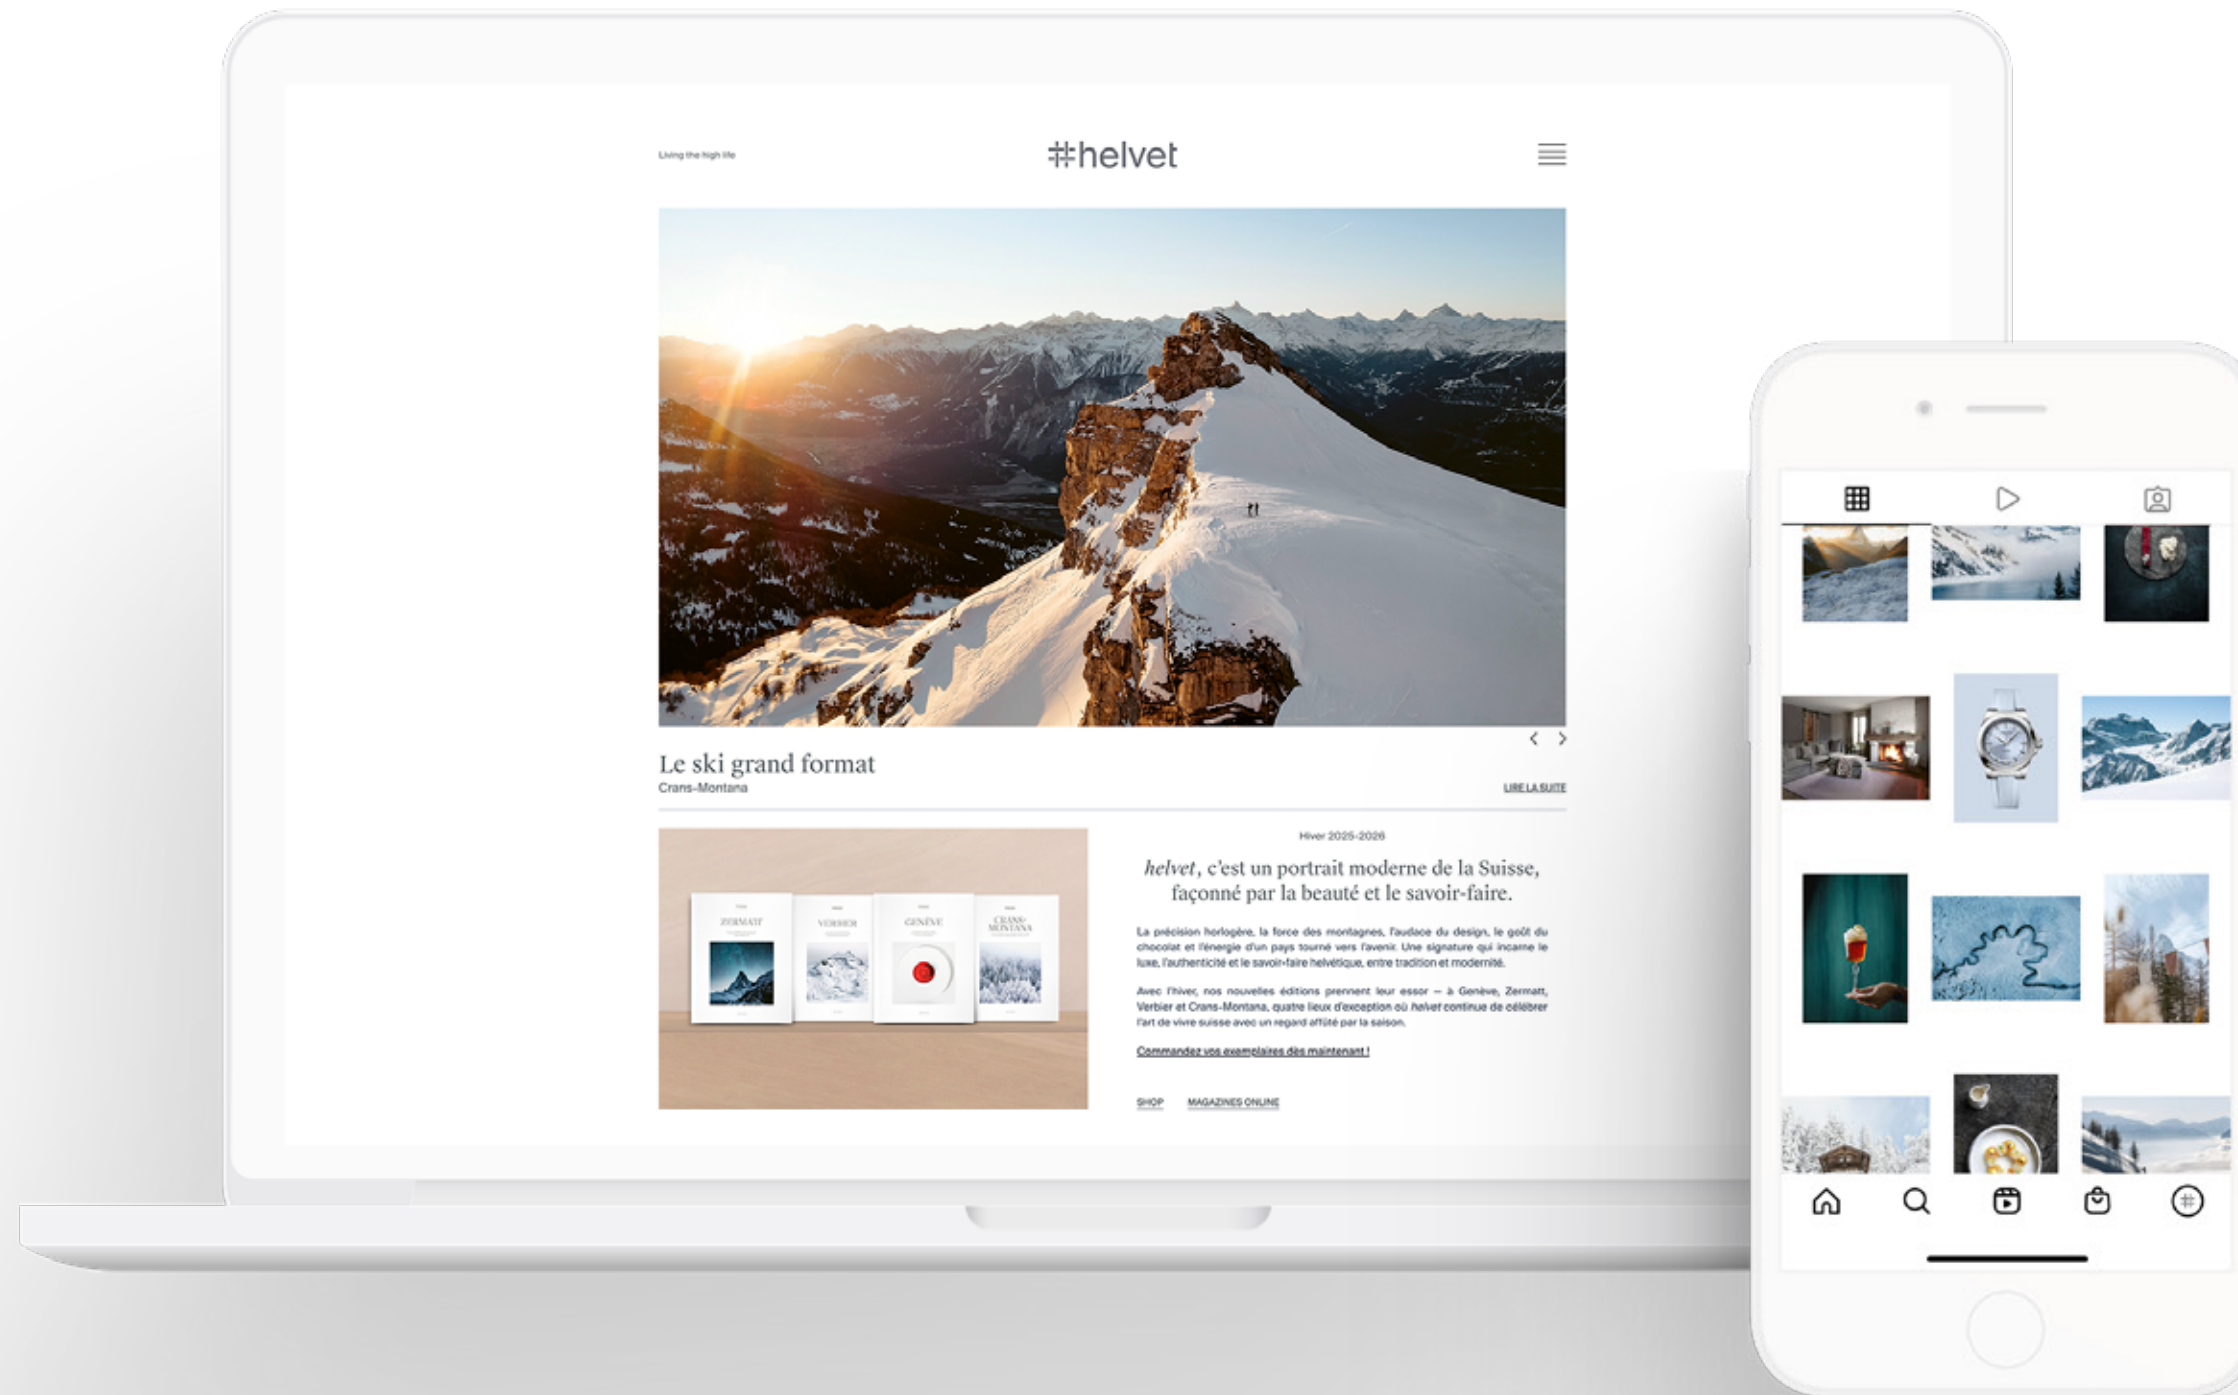 Living the high life
#helvet
Le ski grand format
Crans-Montana
LIRE LA SUITE
ZERMATT
VERBIER
GENÈVE
CRANS-
MONTANA
Hiver 2025-2026
helvet, c'est un portrait moderne de la Suisse,
façonné par la beauté et le savoir-faire.
La précision horlogère, la force des montagnes, l'audace du design, le goût du
chocolat et l'énergie d'un pays tourné vers l'avenir. Une signature qui incarne le
luxe, l'authenticité et le savoir-faire helvétique, entre tradition et modernité.
Avec l'hiver, nos nouvelles éditions prennent leur essor – à Genève, Zermatt,
Verbier et Crans-Montana, quatre lieux d'exception où helvet continue de célébrer
l'art de vivre suisse avec un regard affûté par la saison.
Commandez vos exemplaires dès maintenant !
SHOP MAGAZINES ONLINE